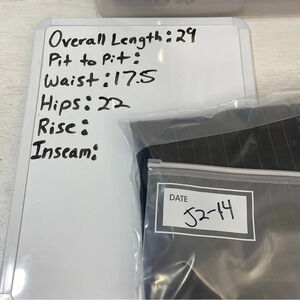 Overall Length: 29
Pit to Pit:
Waist: 17.5
Hips: 22
Rise:
Inseam:
DATE
J2-14